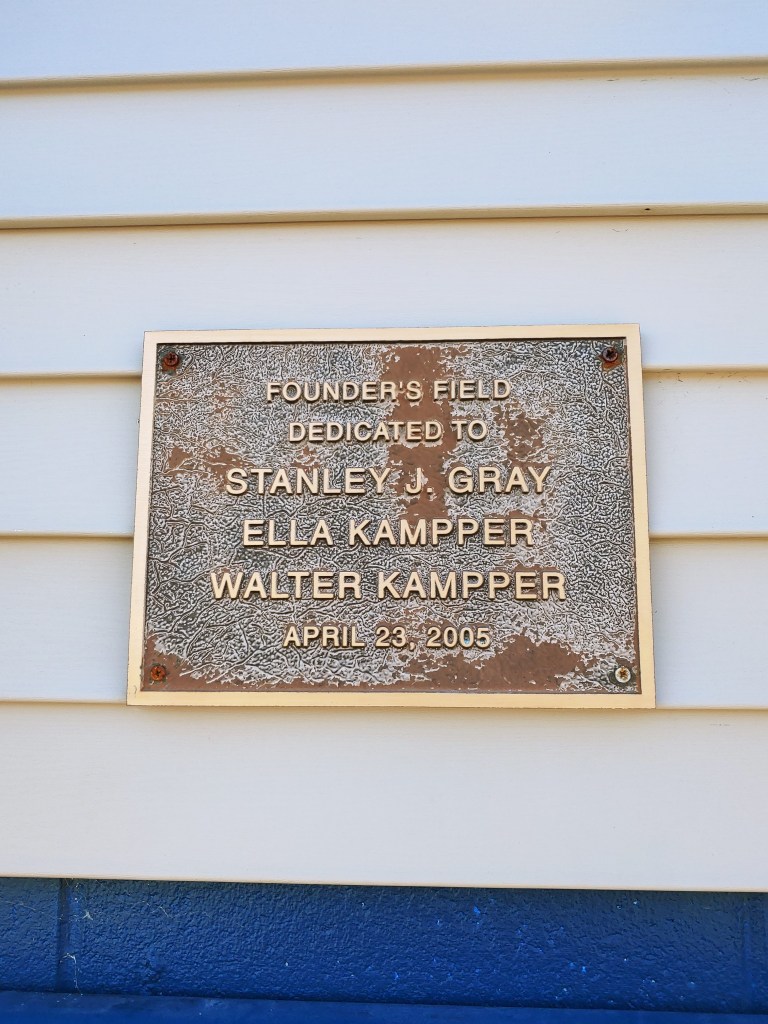 FOUNDER'S FIELD
DEDICATED TO
STANLEY J. GRAY
ELLA KAMPPER
WALTER KAMPPER
APRIL 23, 2005